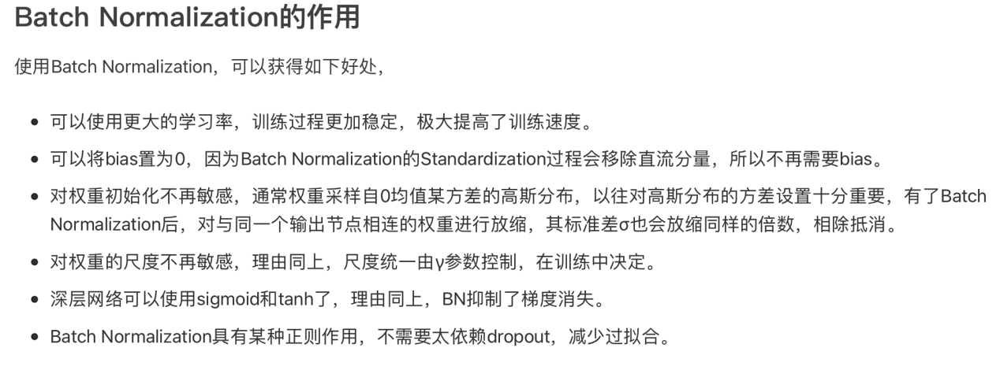 Batch Normalization的作用
使用Batch Normalization，可以获得如下好处，
• 可以使用更大的学习率，训练过程更加稳定，极大提高了训练速度。
• 可以将bias置为0，因为Batch Normalization的Standardization过程会移除直流分量，所以不再需要bias。
• 对权重初始化不再敏感，通常权重采样自0均值某方差的高斯分布，以往对高斯分布的方差设置十分重要，有了Batch
Normalization后，对与同一个输出节点相连的权重进行放缩，其标准差σ也会放缩同样的倍数，相除抵消。
• 对权重的尺度不再敏感，理由同上，尺度统一由γ参数控制，在训练中决定。
• 深层网络可以使用sigmoid和tanh了，理由同上，BN抑制了梯度消失。
• Batch Normalization具有某种正则作用，不需要太依赖dropout，减少过拟合。